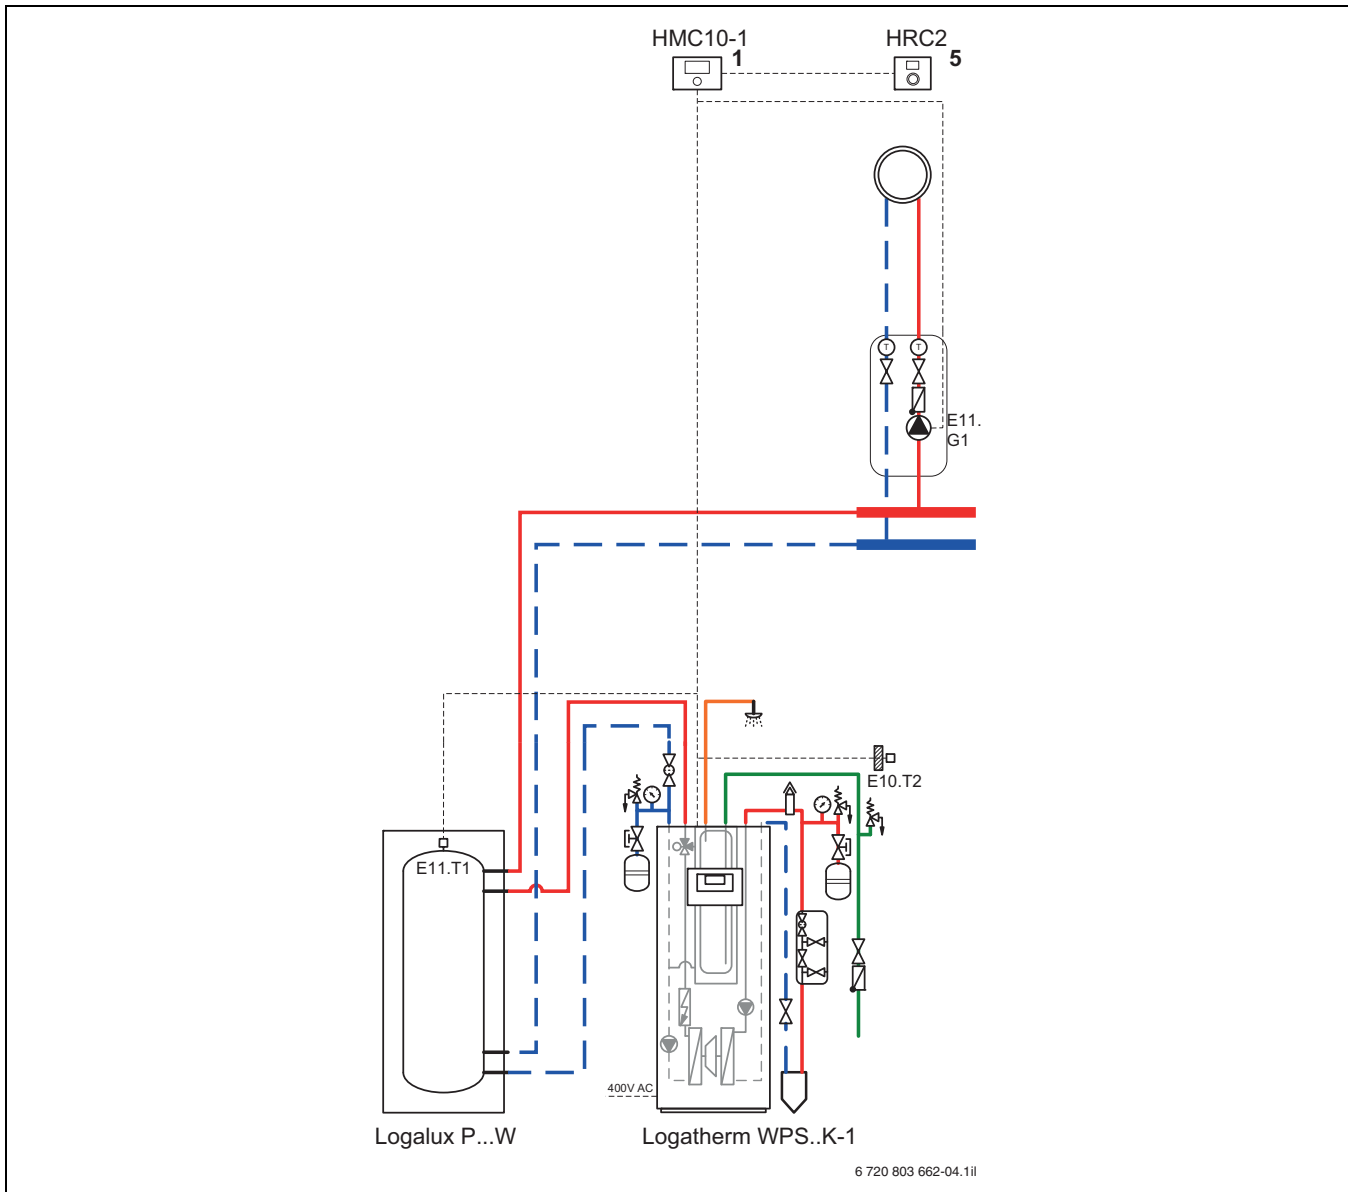 HMC10-1
1
HRC2
5
T
T
E11.
G1
E10.T2
E11.T1
400V AC
Logalux P...W
Logatherm WPS..K-1
6 720 803 662-04.1il